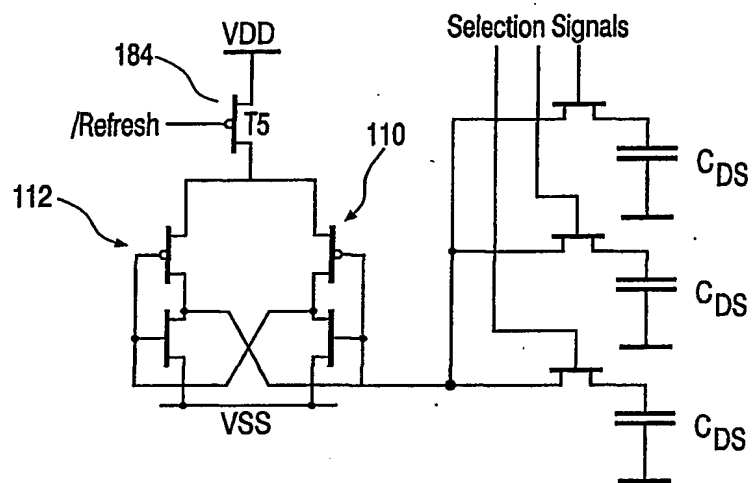 Selection Signals
VDD
184
/Refresh
T5
110
112
C_DS
C_DS
C_DS
VSS